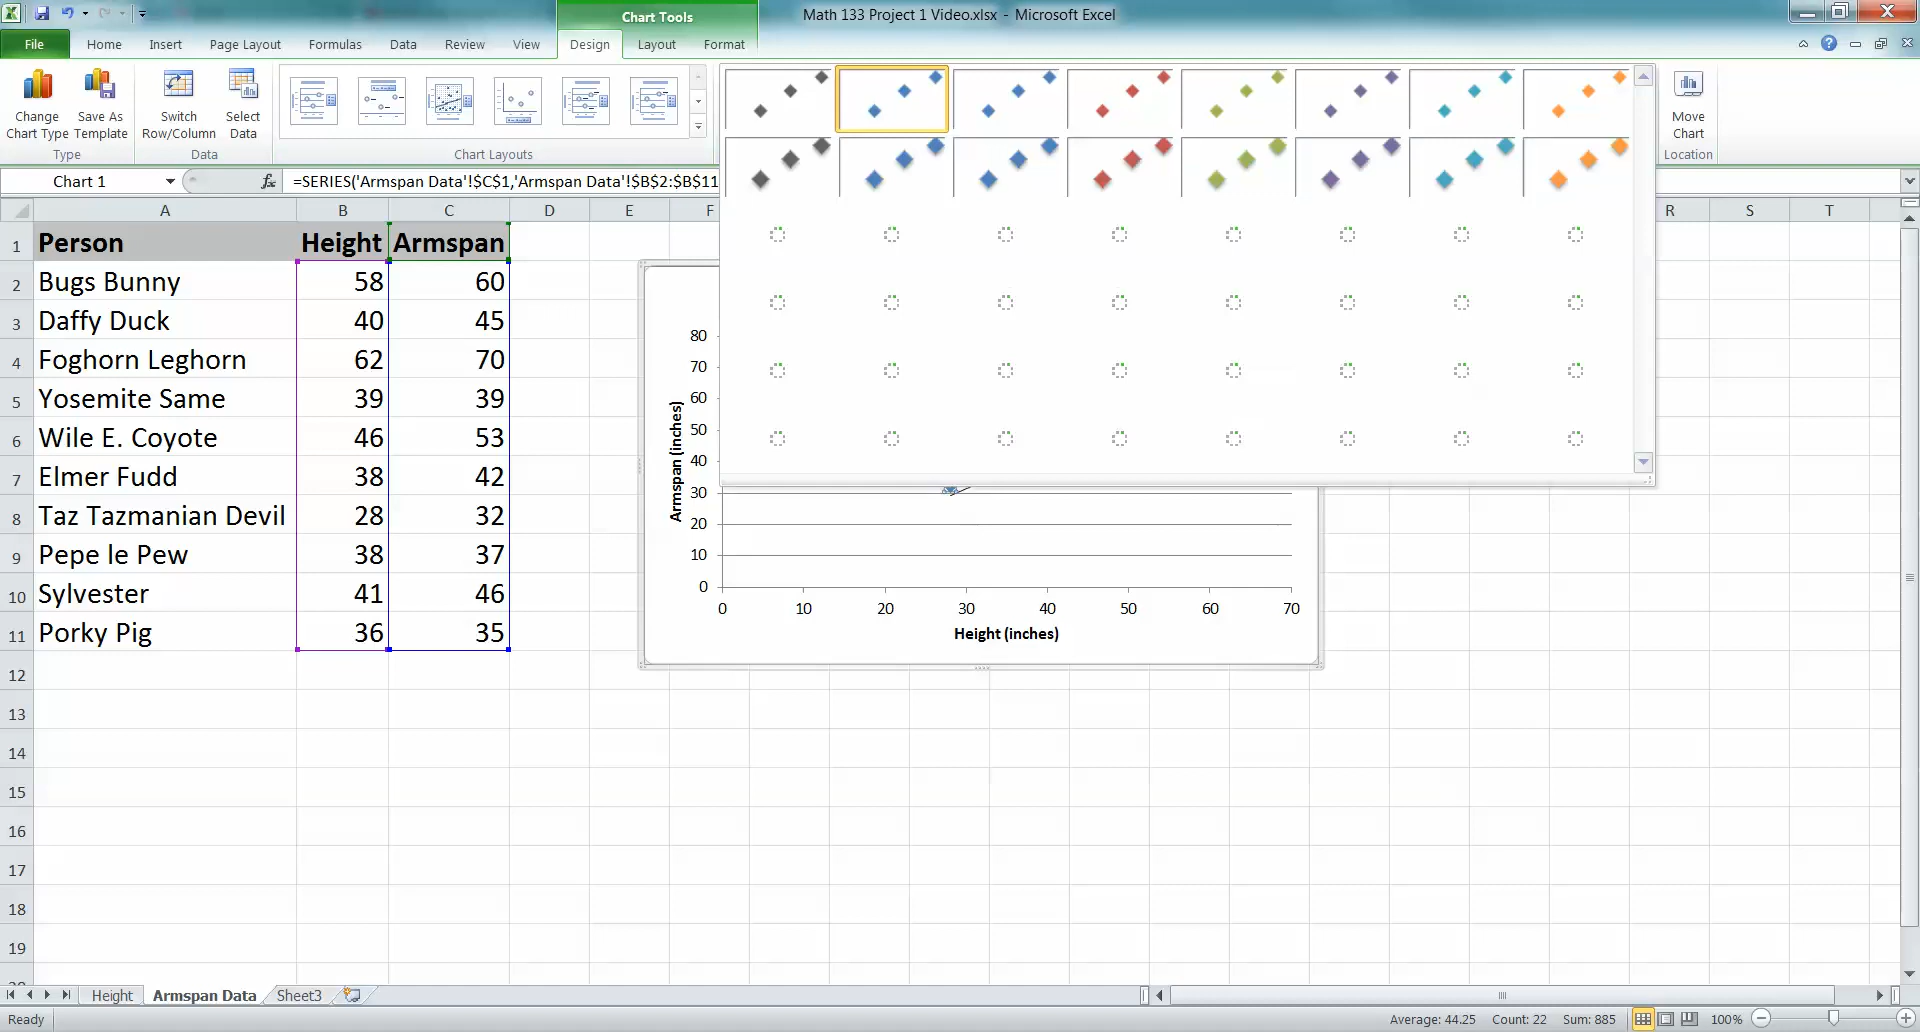 Chart Tools
Math 133 Project 1 Video.xlsx - Microsoft Excel
File Home Insert Page Layout Formulas Data Review View Design Layout Format
Change Chart Type
Save As Template
Switch Row/Column
Select Data
Move Chart
Type Data Chart Layouts Location
Chart 1 fx =SERIES('Armspan Data'!$C$1,'Armspan Data'!$B$2:$B$11
A B C D E F R S T
1 Person Height Armspan
2 Bugs Bunny 58 60
3 Daffy Duck 40 45
4 Foghorn Leghorn 62 70
5 Yosemite Same 39 39
6 Wile E. Coyote 46 53
7 Elmer Fudd 38 42
8 Taz Tazmanian Devil 28 32
9 Pepe le Pew 38 37
10 Sylvester 41 46
11 Porky Pig 36 35
12
13
14
15
16
17
18
19
80
70
60
50
40
30
20
10
0
Armspan (inches)
0 10 20 30 40 50 60 70
Height (inches)
Height Armspan Data Sheet3
Ready Average: 44.25 Count: 22 Sum: 885 100%